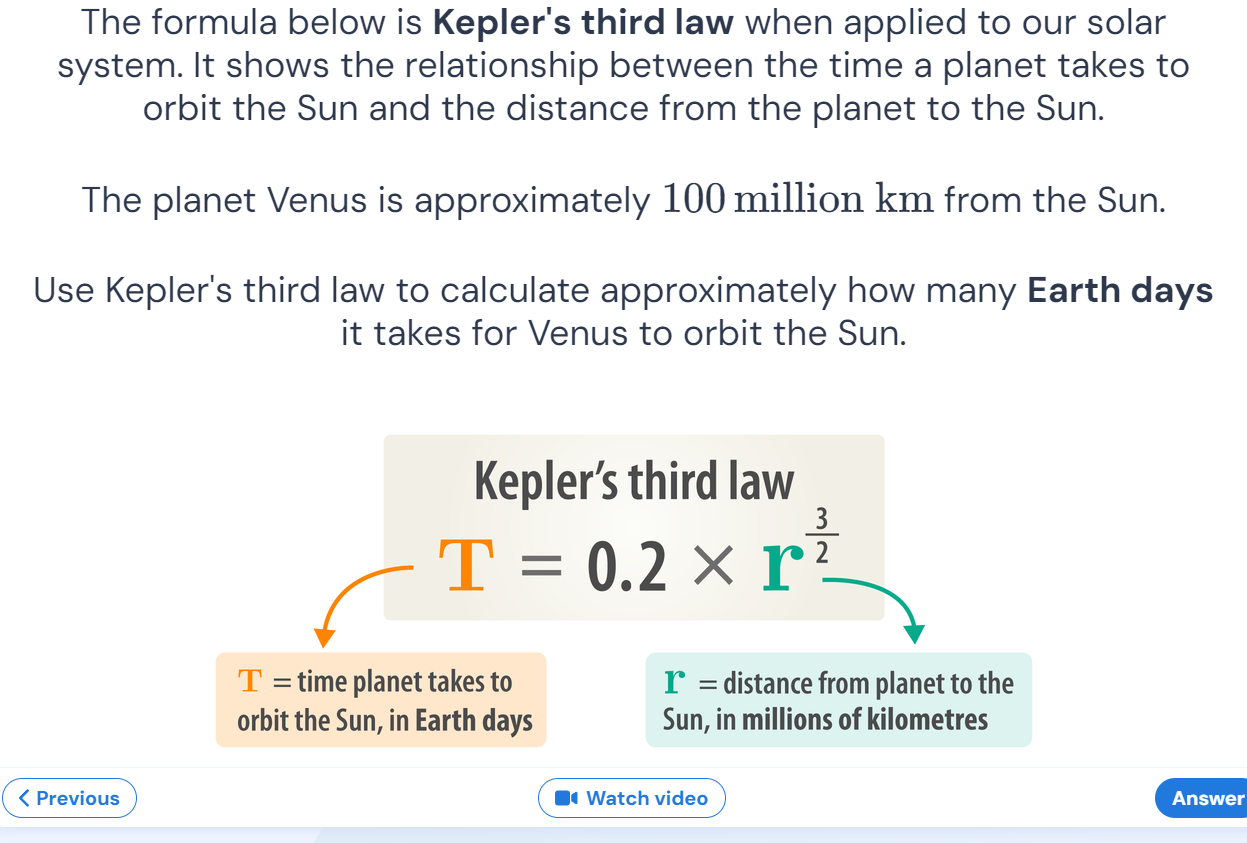 The formula below is Kepler's third law when applied to our solar
system. It shows the relationship between the time a planet takes to
orbit the Sun and the distance from the planet to the Sun.
The planet Venus is approximately 100 million km from the Sun.
Use Kepler's third law to calculate approximately how many Earth days
it takes for Venus to orbit the Sun.
Kepler’s third law
T = 0.2 × r^(3/2)
T = time planet takes to
orbit the Sun, in Earth days
r = distance from planet to the
Sun, in millions of kilometres
Previous
Watch video
Answer